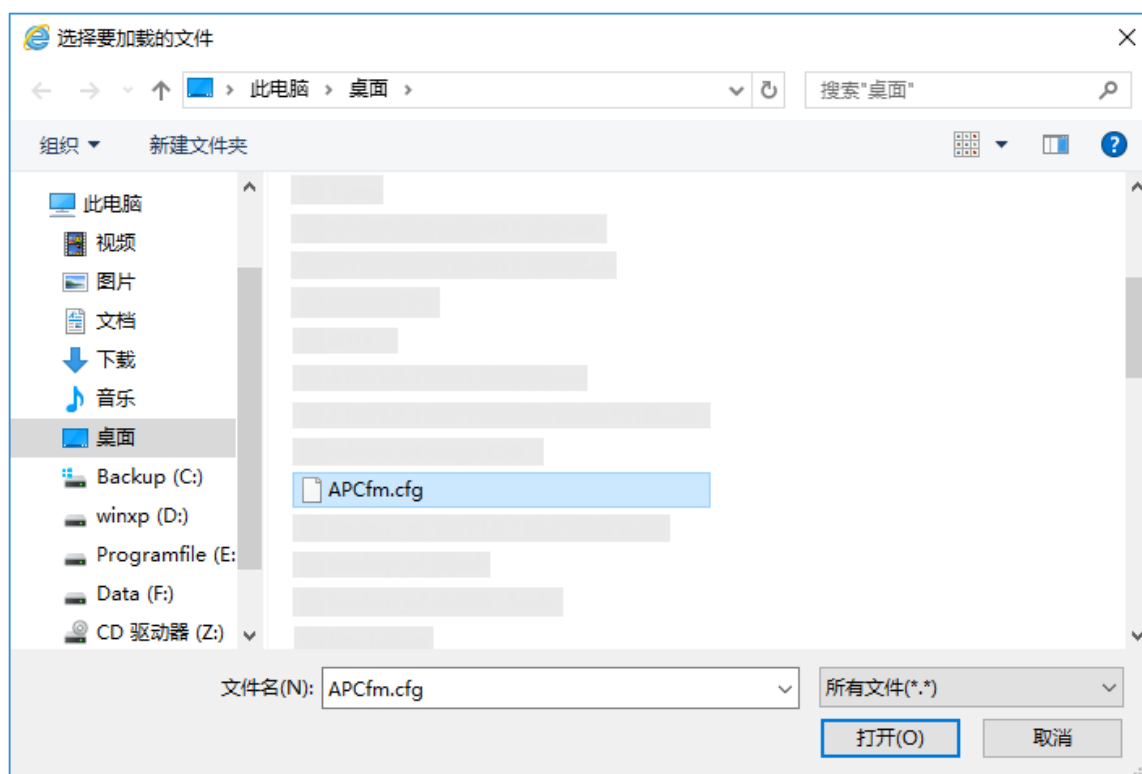 选择要加载的文件
此电脑 › 桌面 ›
搜索"桌面"
组织
新建文件夹
此电脑
视频
图片
文档
下载
音乐
桌面
Backup (C:)
winxp (D:)
Programfile (E:
Data (F:)
CD 驱动器 (Z:)
APCfm.cfg
文件名(N):
APCfm.cfg
所有文件(*.*)
打开(O)
取消